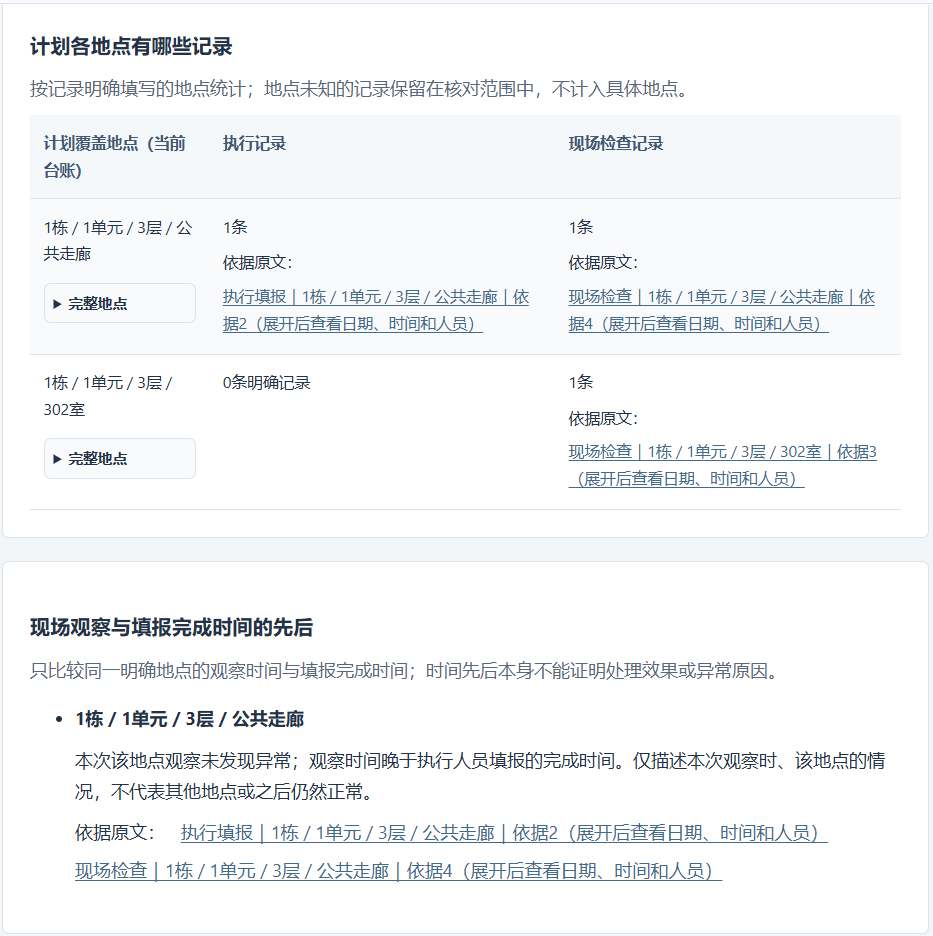 计划各地点有哪些记录
按记录明确填写的地点统计；地点未知的记录保留在核对范围中，不计入具体地点。
计划覆盖地点（当前
台账）
执行记录
现场检查记录
1栋 / 1单元 / 3层 / 公
共走廊
▶ 完整地点
1条
依据原文：
执行填报｜1栋 / 1单元 / 3层 / 公共走廊｜依
据2（展开后查看日期、时间和人员）
1条
依据原文：
现场检查｜1栋 / 1单元 / 3层 / 公共走廊｜依
据4（展开后查看日期、时间和人员）
1栋 / 1单元 / 3层 /
302室
▶ 完整地点
0条明确记录
1条
依据原文：
现场检查｜1栋 / 1单元 / 3层 / 302室｜依据3
（展开后查看日期、时间和人员）
现场观察与填报完成时间的先后
只比较同一明确地点的观察时间与填报完成时间；时间先后本身不能证明处理效果或异常原因。
• 1栋 / 1单元 / 3层 / 公共走廊
本次该地点观察未发现异常；观察时间晚于执行人员填报的完成时间。仅描述本次观察时、该地点的情
况，不代表其他地点或之后仍然正常。
依据原文： 执行填报｜1栋 / 1单元 / 3层 / 公共走廊｜依据2（展开后查看日期、时间和人员）
现场检查｜1栋 / 1单元 / 3层 / 公共走廊｜依据4（展开后查看日期、时间和人员）